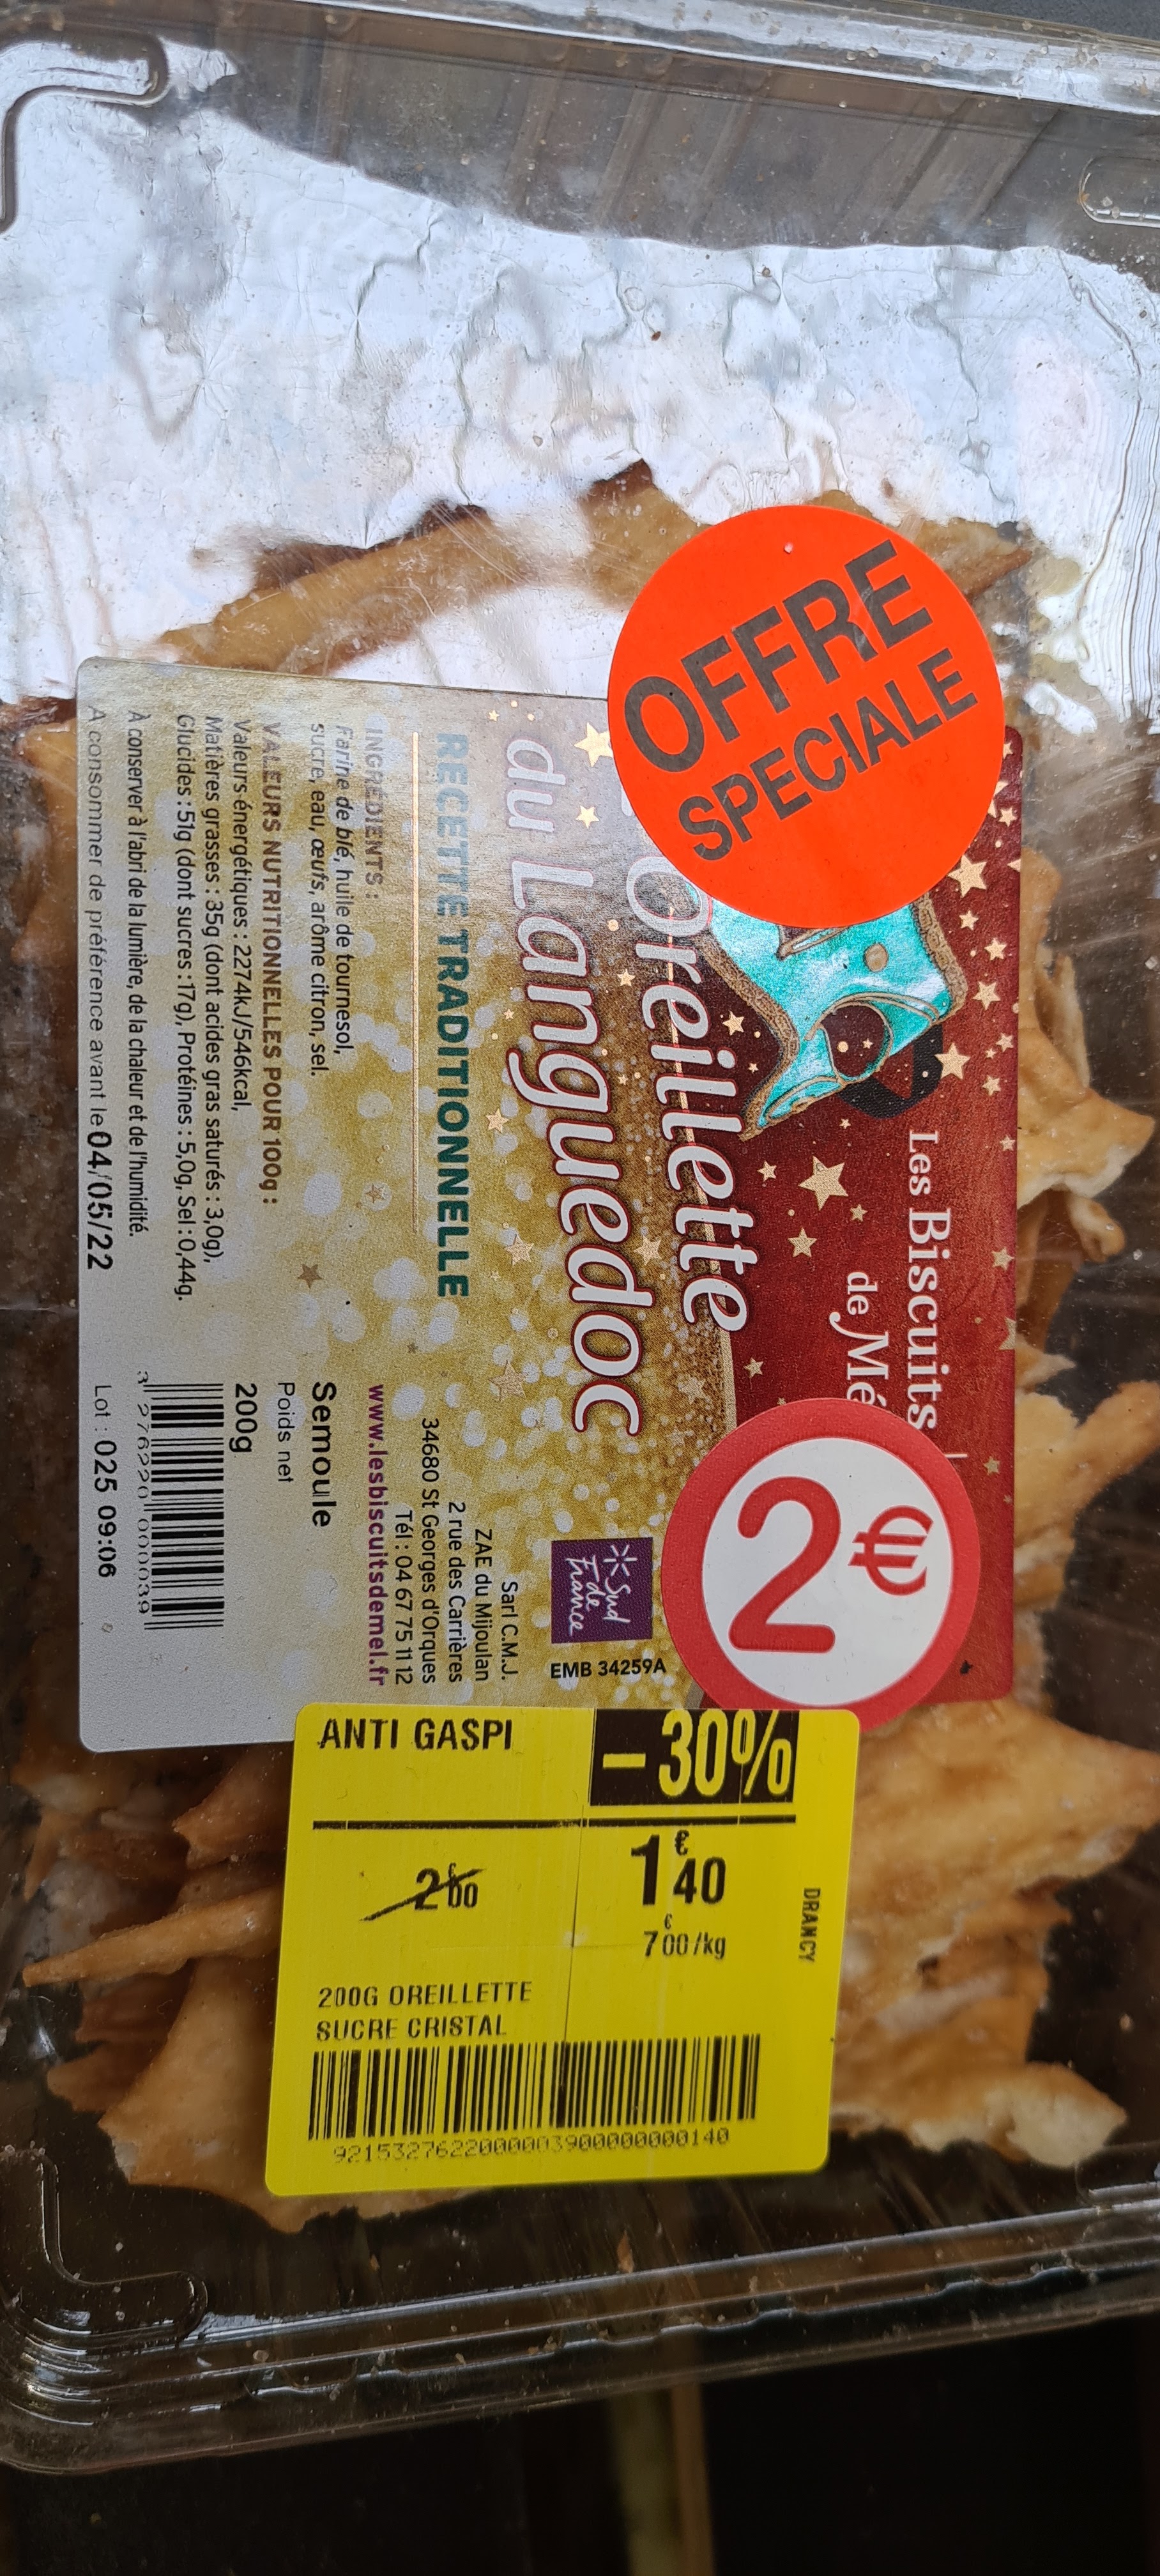 OFFRE
SPECIALE
Les Biscuits
de Mé
2€
Oreillette
du Languedoc
RECETTE TRADITIONNELLE
INGRÉDIENTS :
Farine de blé, huile de tournesol,
sucre, eau, œufs, arôme citron, sel.
VALEURS NUTRITIONNELLES POUR 100g :
Valeurs énergétiques : 2274kJ/546kcal,
Matières grasses : 35g (dont acides gras saturés : 3,0g),
Glucides : 51g (dont sucres : 17g), Protéines : 5,0g, Sel : 0,44g.
À conserver à l'abri de la lumière, de la chaleur et de l'humidité.
A consommer de préférence avant le 04/05/22
Sud
de
France
EMB 34259A
Sarl C.M.J.
ZAE du Mijoulan
2 rue des Carrières
34680 St Georges d'Orques
Tél : 04 67 75 11 12
www.lesbiscuitsdemel.fr
Semoule
Poids net
200g
3 276220 000039
Lot : 025 09:06
ANTI GASPI
-30%
2€00
1€40
7€00/kg
DRANCY
200G OREILLETTE
SUCRE CRISTAL